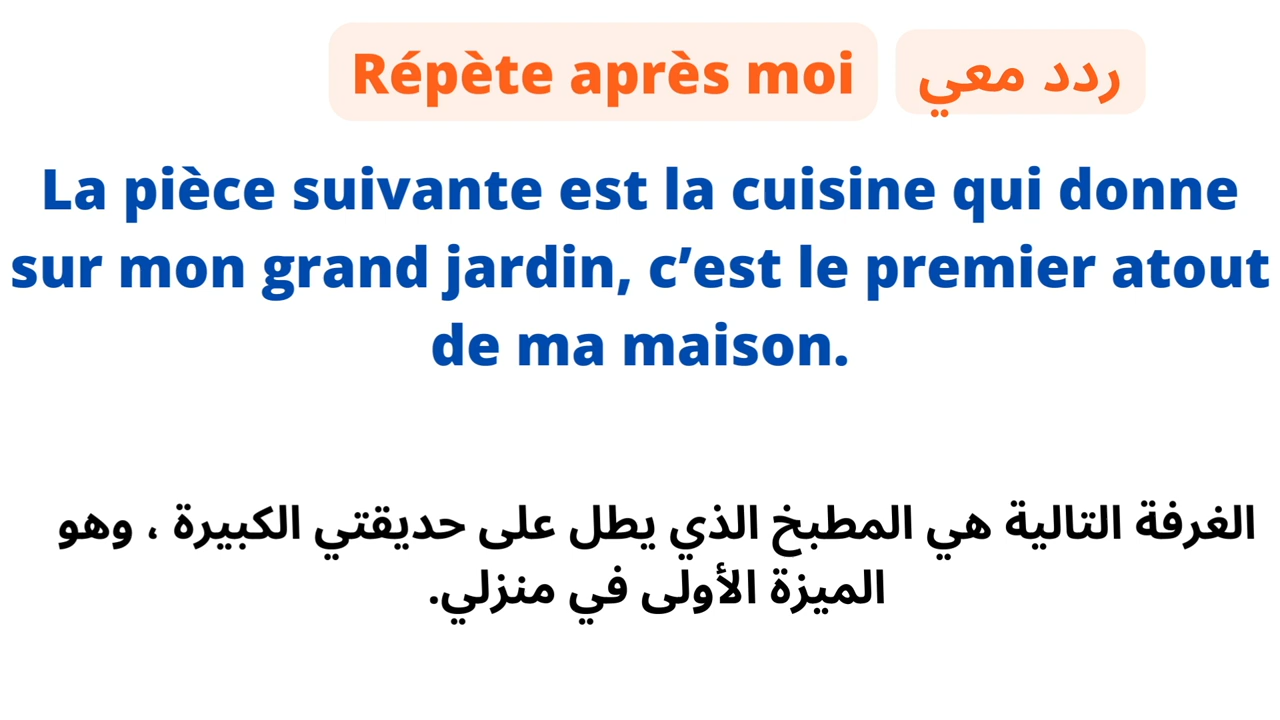 Répète après moi
ردد معي
La pièce suivante est la cuisine qui donne
sur mon grand jardin, c’est le premier atout
de ma maison.
الغرفة التالية هي المطبخ الذي يطل على حديقتي الكبيرة ، وهو
الميزة الأولى في منزلي.